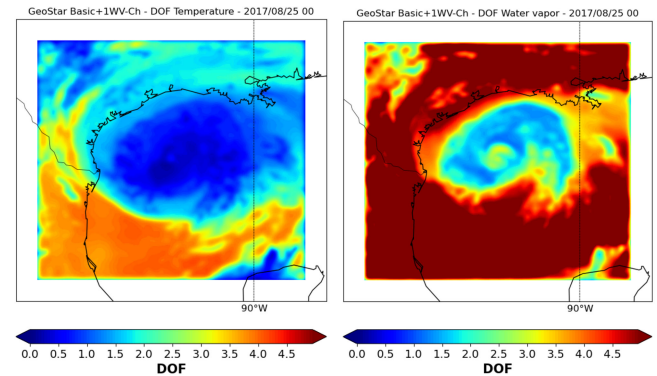 GeoStar Basic+1WV-Ch - DOF Temperature - 2017/08/25 00
GeoStar Basic+1WV-Ch - DOF Water vapor - 2017/08/25 00
90°W
90°W
0.0 0.5 1.0 1.5 2.0 2.5 3.0 3.5 4.0 4.5
0.0 0.5 1.0 1.5 2.0 2.5 3.0 3.5 4.0 4.5
DOF
DOF